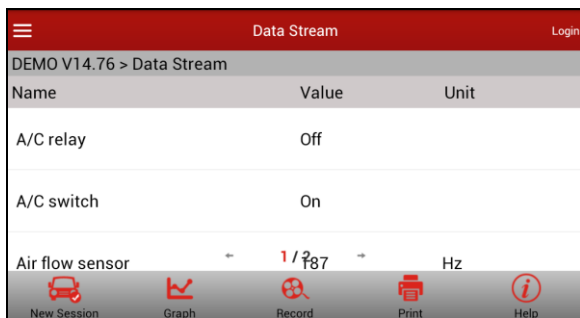 Data Stream Login
DEMO V14.76 > Data Stream
Name Value Unit
A/C relay Off
A/C switch On
Air flow sensor ← 1 / 187 → Hz
New Session Graph Record Print Help